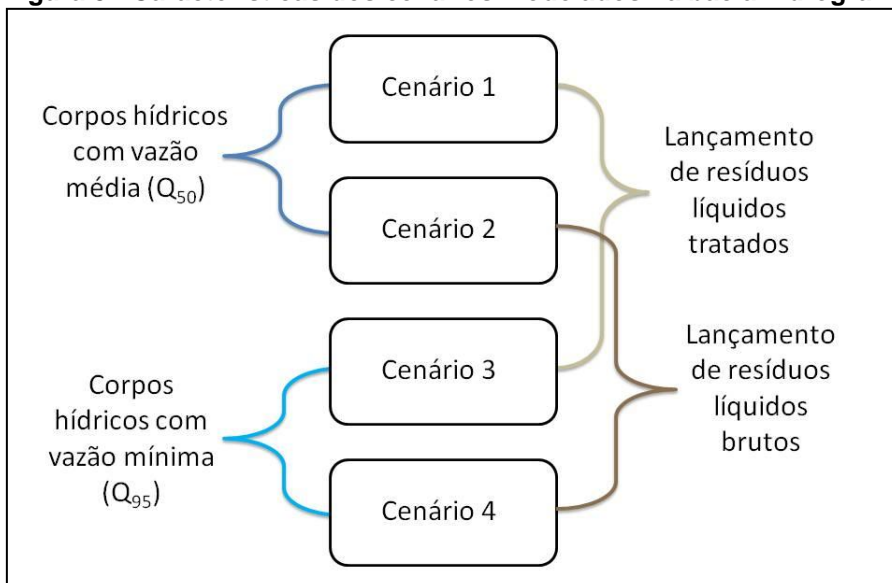 Corpos hídricos
com vazão
média (Q₅₀)
Corpos
hídricos com
vazão mínima
(Q₉₅)
Cenário 1
Cenário 2
Cenário 3
Cenário 4
Lançamento
de resíduos
líquidos
tratados
Lançamento
de resíduos
líquidos
brutos